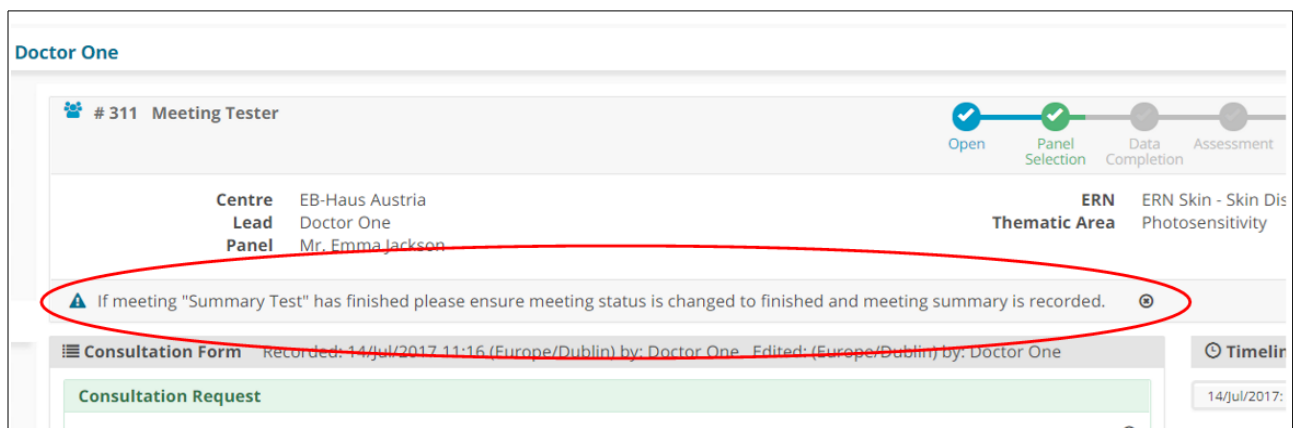 Doctor One
# 311 Meeting Tester
Open
Panel Selection
Data Completion
Assessment
Centre EB-Haus Austria
Lead Doctor One
Panel Mr. Emma Jackson
ERN ERN Skin - Skin Dis
Thematic Area Photosensitivity
If meeting "Summary Test" has finished please ensure meeting status is changed to finished and meeting summary is recorded.
Consultation Form Recorded: 14/Jul/2017 11:16 (Europe/Dublin) by: Doctor One Edited: (Europe/Dublin) by: Doctor One
Timelin
Consultation Request
14/Jul/2017: